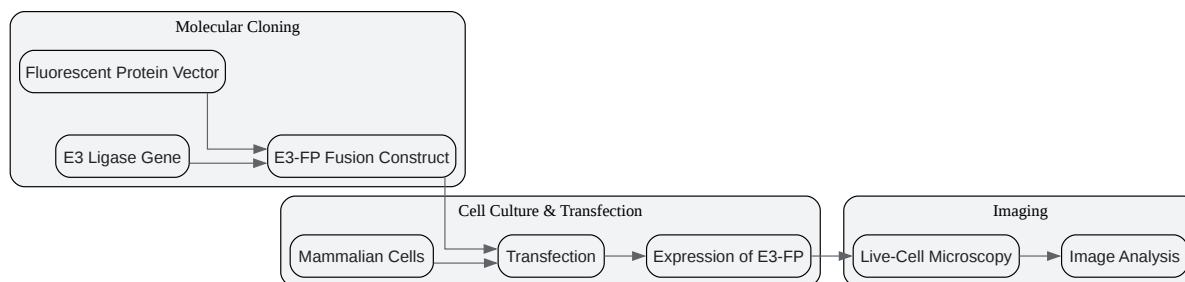 Molecular Cloning
Fluorescent Protein Vector
E3 Ligase Gene
E3-FP Fusion Construct
Cell Culture & Transfection
Mammalian Cells
Transfection
Expression of E3-FP
Imaging
Live-Cell Microscopy
Image Analysis